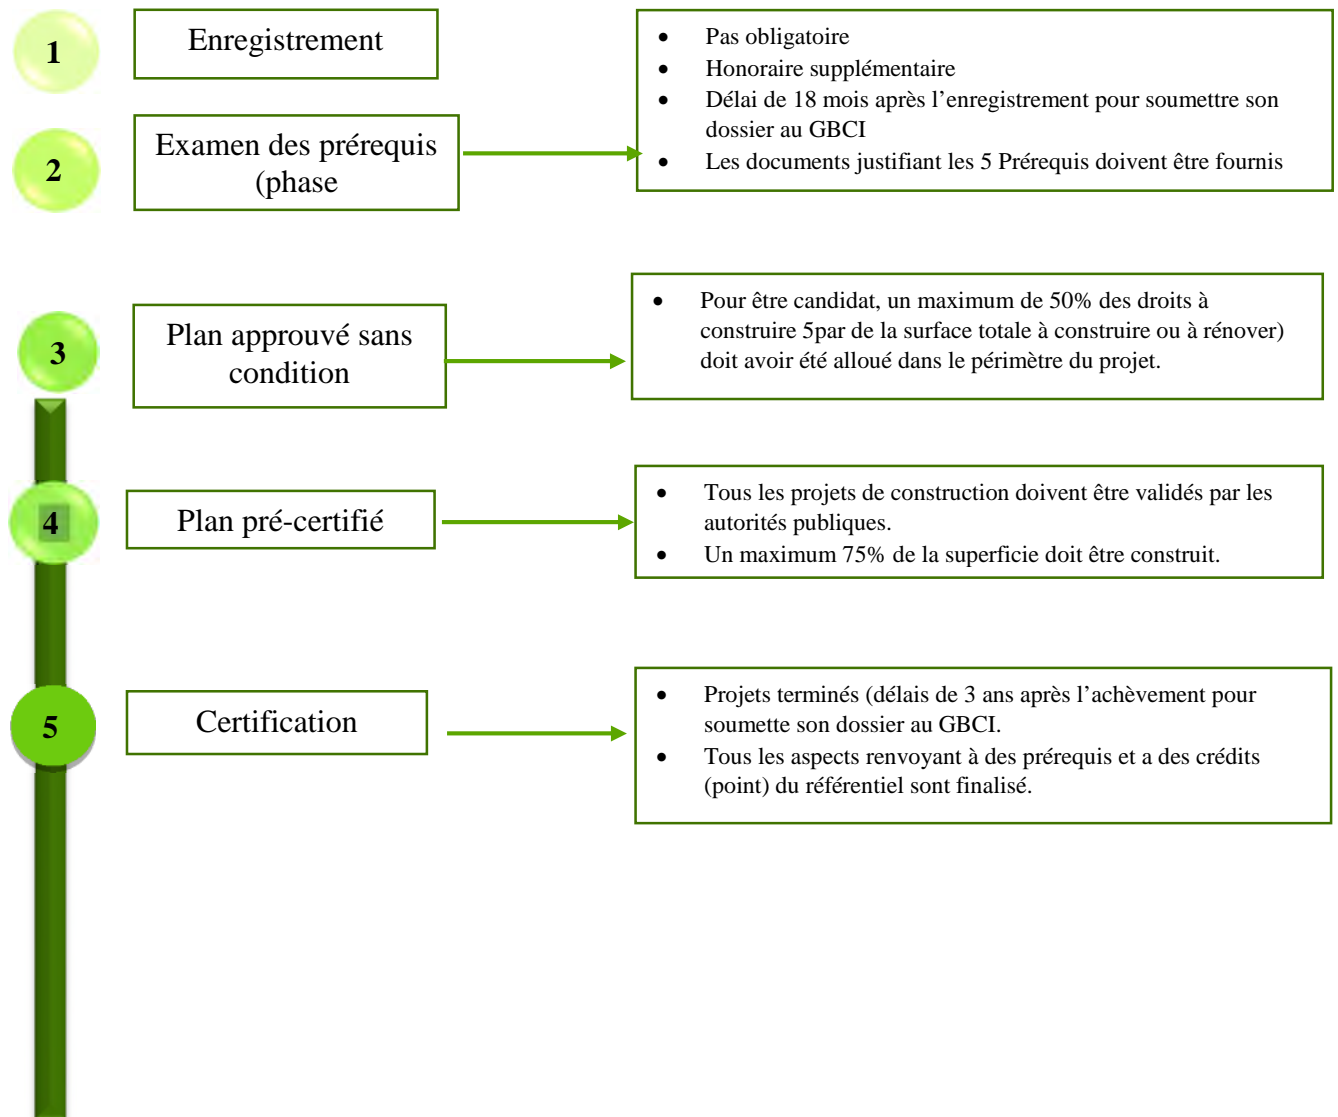 1
Enregistrement
2
Examen des prérequis
(phase
• Pas obligatoire
• Honoraire supplémentaire
• Délai de 18 mois après l’enregistrement pour soumettre son
dossier au GBCI
• Les documents justifiant les 5 Prérequis doivent être fournis
3
Plan approuvé sans
condition
• Pour être candidat, un maximum de 50% des droits à
construire 5par de la surface totale à construire ou à rénover)
doit avoir été alloué dans le périmètre du projet.
4
Plan pré-certifié
• Tous les projets de construction doivent être validés par les
autorités publiques.
• Un maximum 75% de la superficie doit être construit.
5
Certification
• Projets terminés (délais de 3 ans après l’achèvement pour
soumette son dossier au GBCI.
• Tous les aspects renvoyant à des prérequis et a des crédits
(point) du référentiel sont finalisé.